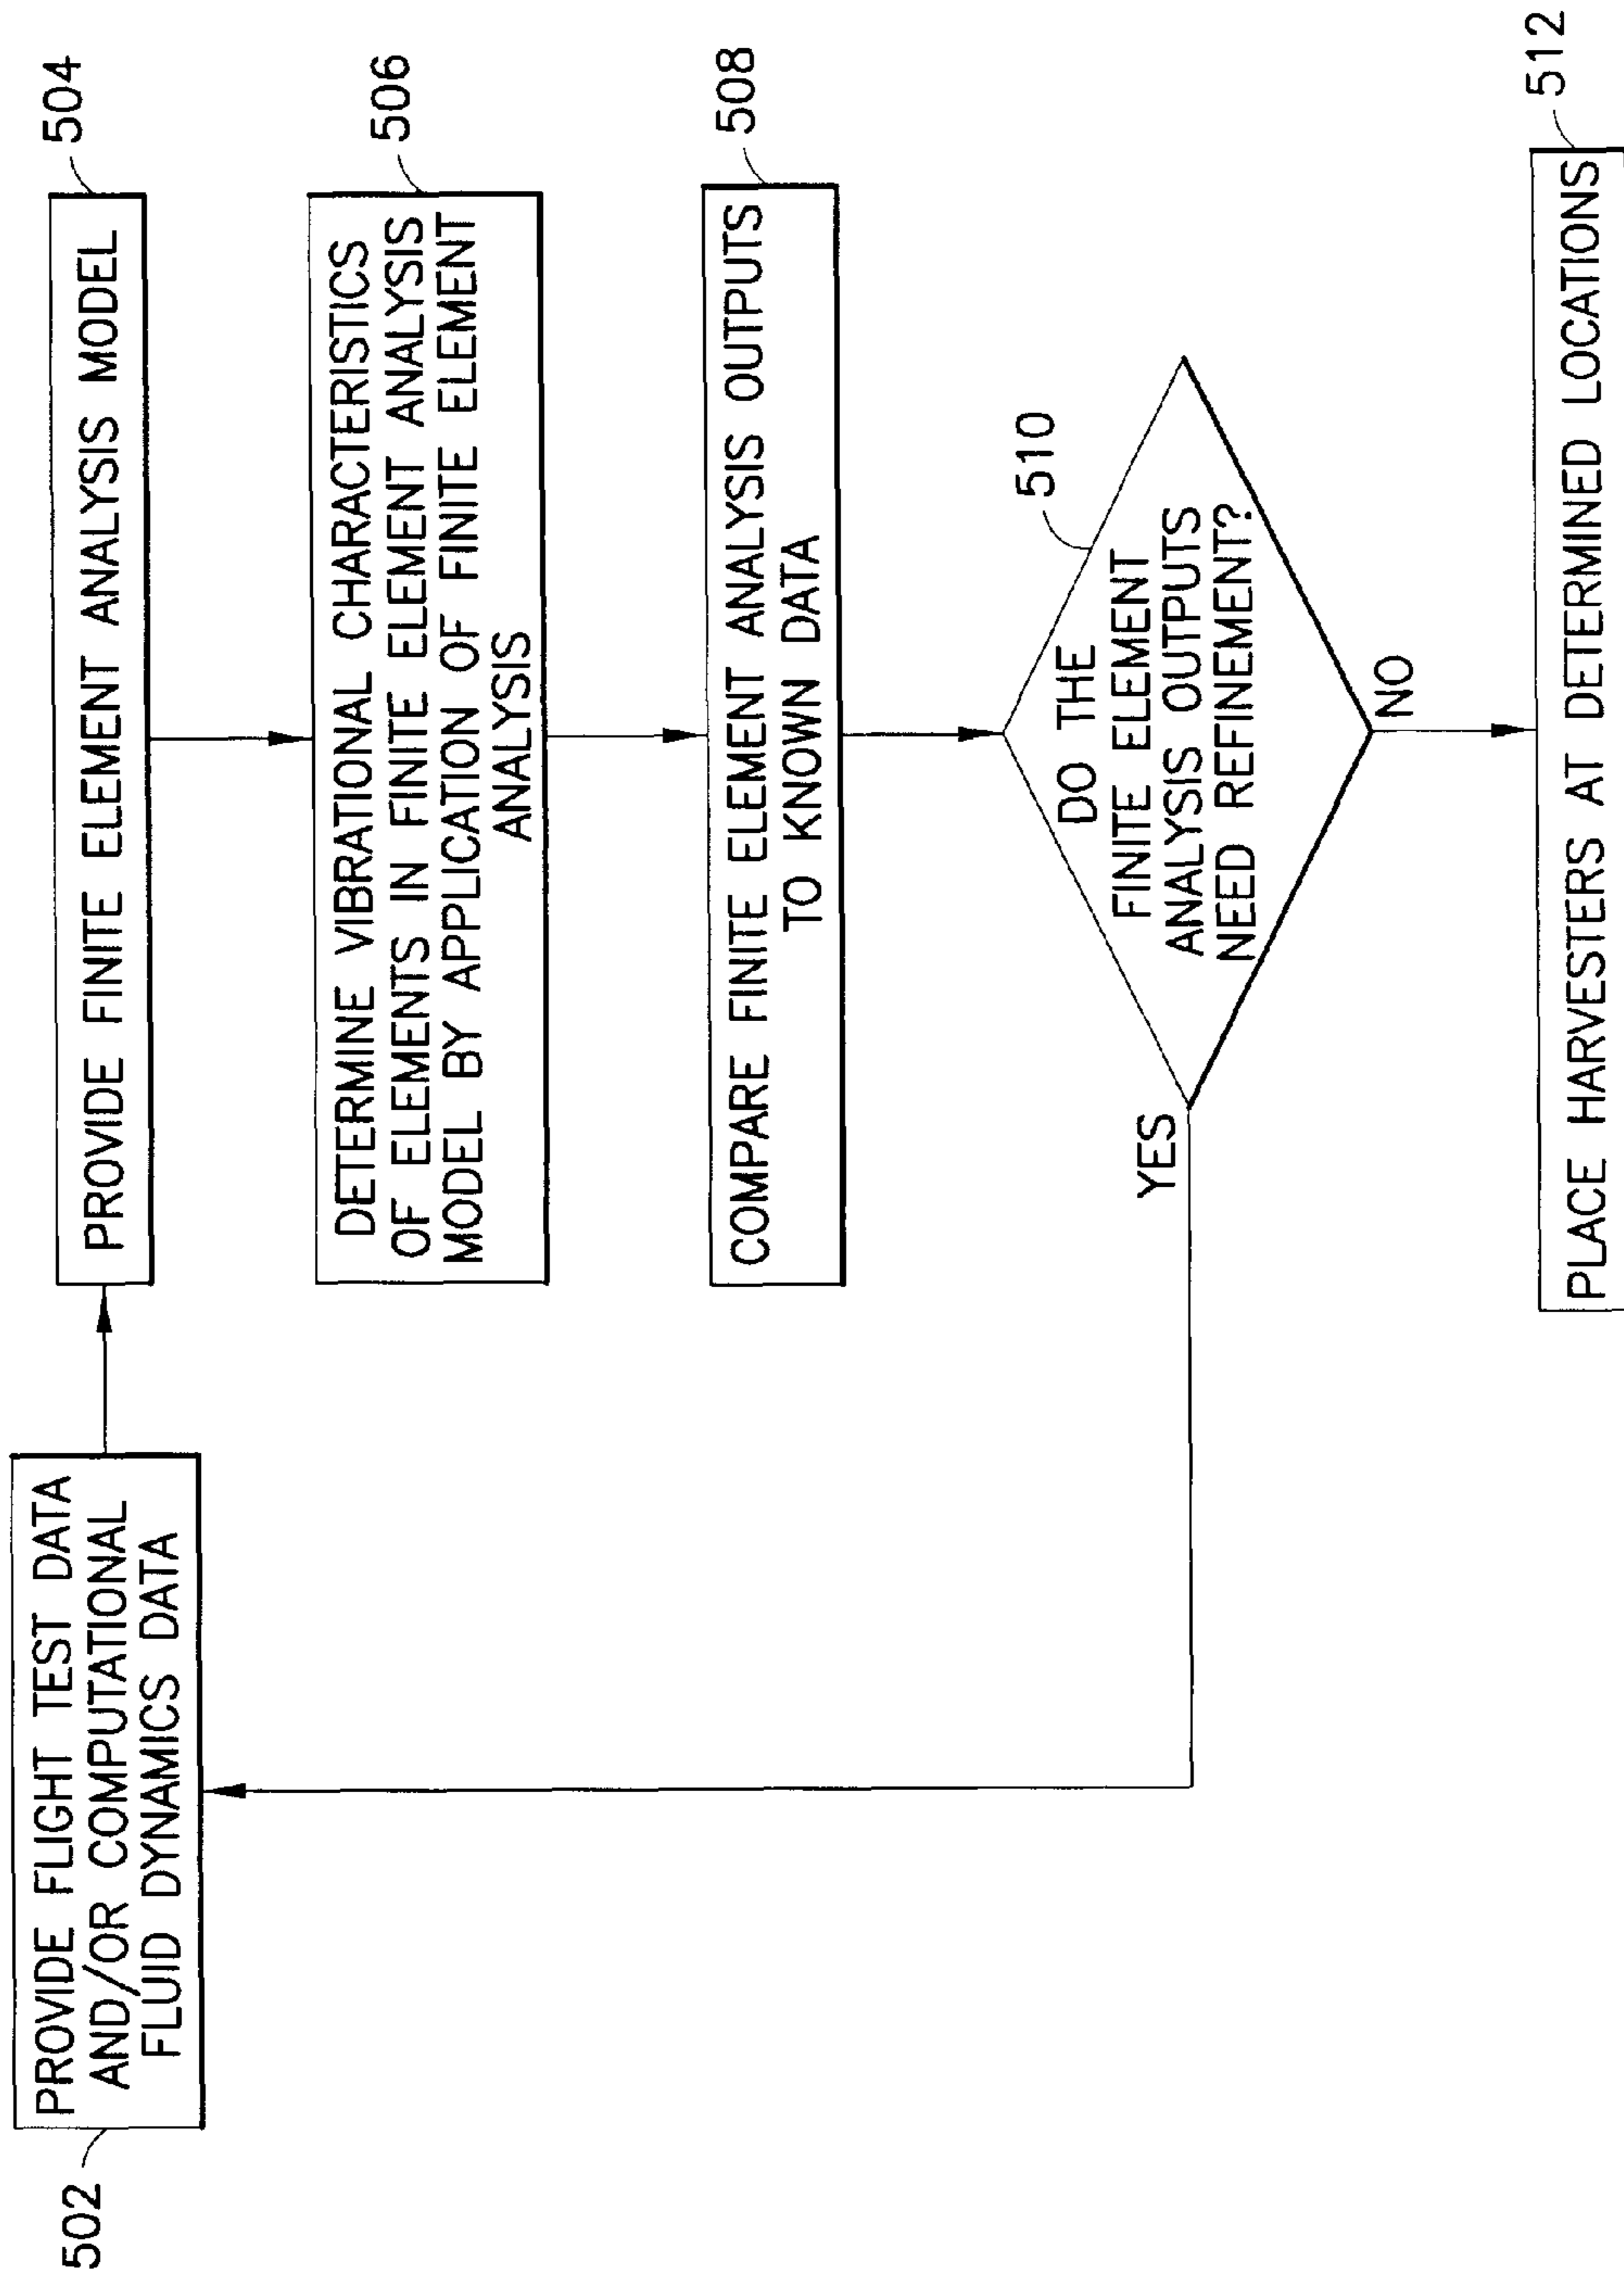 502
PROVIDE FLIGHT TEST DATA
AND/OR COMPUTATIONAL
FLUID DYNAMICS DATA
504
PROVIDE FINITE ELEMENT ANALYSIS MODEL
506
DETERMINE VIBRATIONAL CHARACTERISTICS
OF ELEMENTS IN FINITE ELEMENT ANALYSIS
MODEL BY APPLICATION OF FINITE ELEMENT
ANALYSIS
508
COMPARE FINITE ELEMENT ANALYSIS OUTPUTS
TO KNOWN DATA
510
DO THE
FINITE ELEMENT
ANALYSIS OUTPUTS
NEED REFINEMENT?
YES
NO
512
PLACE HARVESTERS AT DETERMINED LOCATIONS